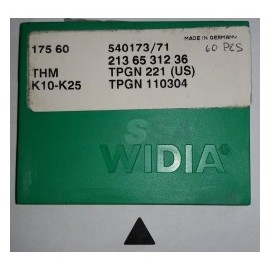 MADE IN GERMANY
175 60 540173/71 60 PCS
213 65 312 36
THM TPGN 221 (US)
K10-K25 TPGN 110304
WIDIA